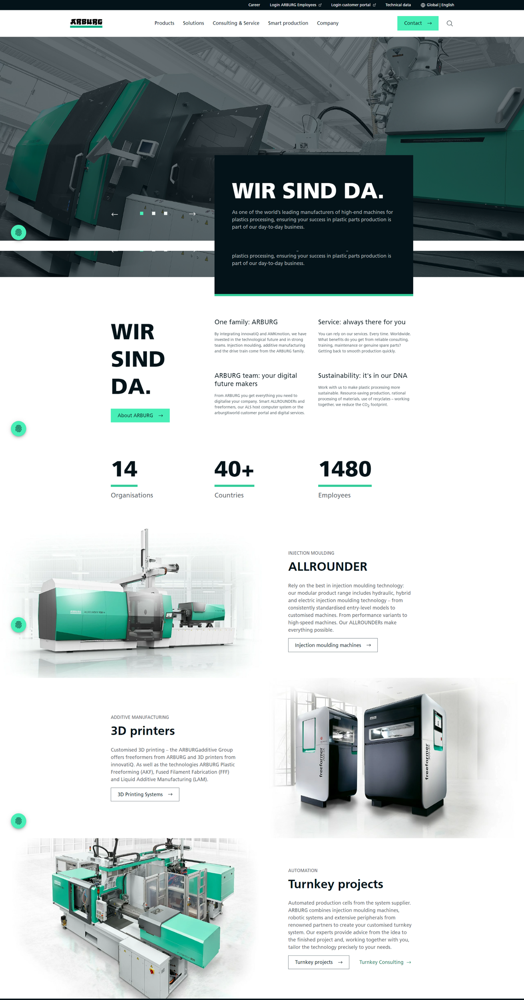 Career
Login ARBURG Employees
Login customer portal
Technical data
Global | English
ARBURG
Products
Solutions
Consulting & Service
Smart production
Company
Contact
WIR SIND DA.
As one of the world's leading manufacturers of high-end machines for
plastics processing, ensuring your success in plastic parts production is
part of our day-to-day business.
plastics processing, ensuring your success in plastic parts production is
part of our day-to-day business.
WIR
SIND
DA.
About ARBURG
One family: ARBURG
By integrating innovatiQ and AMKmotion, we have
invested in the technological future and in strong
teams. Injection moulding, additive manufacturing
and the drive train come from the ARBURG family.
Service: always there for you
You can rely on our services. Every time. Worldwide.
What benefits do you get from reliable consulting,
training, maintenance or genuine spare parts?
Getting back to smooth production quickly.
ARBURG team: your digital
future makers
From ARBURG you get everything you need to
digitalise your company. Smart ALLROUNDERs and
freeformers, our ALS host computer system or the
arburgXworld customer portal and digital services.
Sustainability: it's in our DNA
Work with us to make plastic processing more
sustainable. Resource-saving production, rational
processing of materials, use of recyclates – working
together, we reduce the CO2 footprint.
14
Organisations
40+
Countries
1480
Employees
ARBURG
ALLROUNDER 1120 H
INJECTION MOULDING
ALLROUNDER
Rely on the best in injection moulding technology:
our modular product range includes hydraulic, hybrid
and electric injection moulding technology – from
consistently standardised entry-level models to
customised machines. From performance variants to
high-speed machines. Our ALLROUNDERs make
everything possible.
Injection moulding machines
ADDITIVE MANUFACTURING
3D printers
Customised 3D printing – the ARBURGadditive Group
offers freeformers from ARBURG and 3D printers from
innovatiQ. As well as the technologies ARBURG Plastic
Freeforming (AKF), Fused Filament Fabrication (FFF)
and Liquid Additive Manufacturing (LAM).
3D Printing Systems
ARBURG
ARBURG
freeformer
200-3X
freeformer
300-3X
ARBURG
AUTOMATION
Turnkey projects
Automated production cells from the system supplier.
ARBURG combines injection moulding machines,
robotic systems and extensive peripherals from
renowned partners to create your customised turnkey
system. Our experts provide advice from the idea to
the finished project and, working together with you,
tailor the technology precisely to your needs.
Turnkey projects
Turnkey Consulting